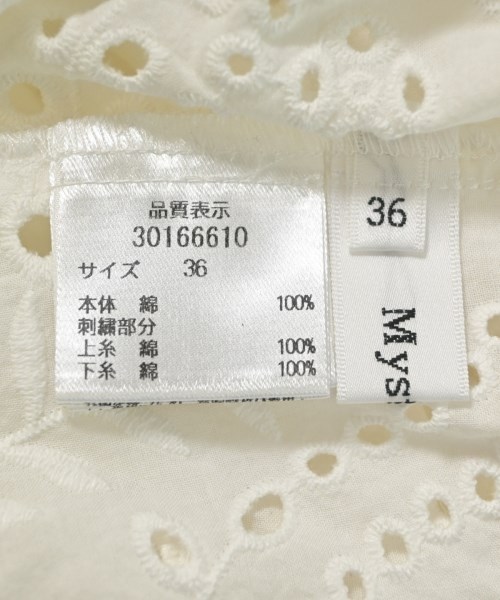 品質表示
30166610
サイズ 36
本体 綿 100%
刺繍部分
上糸 綿 100%
下糸 綿 100%
36
Mys